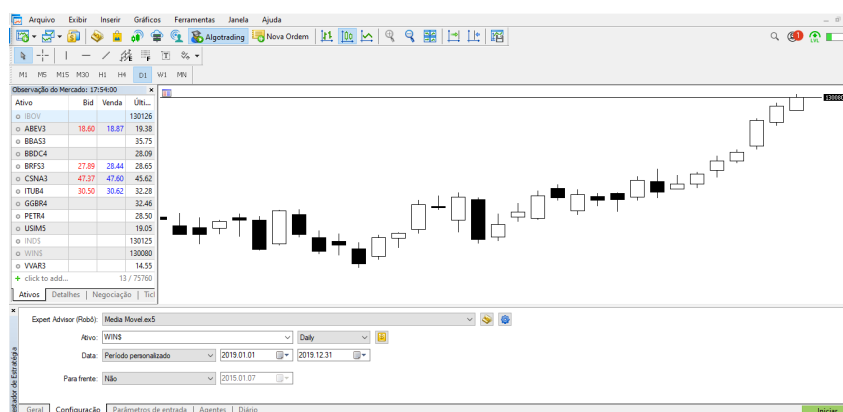 Arquivo Exibir Inserir Gráficos Ferramentas Janela Ajuda
Algotrading Nova Ordem
M1 M5 M15 M30 H1 H4 D1 W1 MN
Observação do Mercado: 17:54:00
Ativo Bid Venda Últi...
IBOV 130126
ABEV3 18.60 18.87 19.38
BBAS3 35.75
BBDC4 28.09
BRFS3 27.89 28.44 28.65
CSNA3 47.37 47.60 45.62
ITUB4 30.50 30.62 32.28
GGBR4 32.46
PETR4 28.50
USIM5 19.05
IND$ 130125
WIN$ 130080
VVAR3 14.55
click to add... 13 / 75760
Ativos Detalhes Negociação Ticl
130080
Expert Advisor (Robô): Media Movel.ex5
Ativo: WIN$ Daily
Data: Período personalizado 2019.01.01 2019.12.31
Para frente: Não 2015.01.07
stador de Estratégia
Geral Configuração Parâmetros de entrada Agentes Diário Iniciar